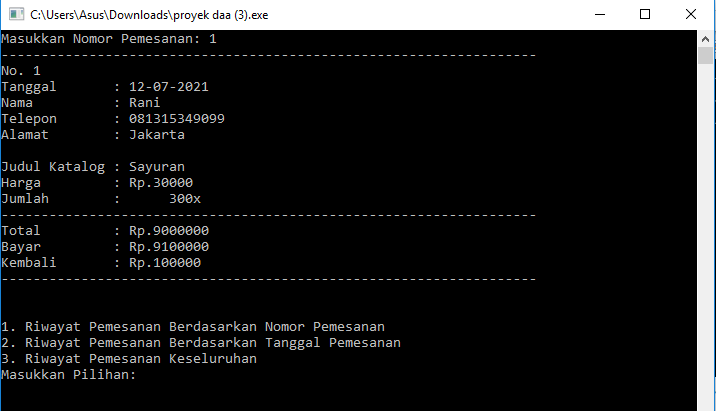 C:\Users\Asus\Downloads\proyek daa (3).exe
Masukkan Nomor Pemesanan: 1
-------------------------------------------------------------------
No. 1
Tanggal       : 12-07-2021
Nama          : Rani
Telepon       : 081315349099
Alamat        : Jakarta
Judul Katalog : Sayuran
Harga         : Rp.30000
Jumlah        :      300x
-------------------------------------------------------------------
Total         : Rp.9000000
Bayar         : Rp.9100000
Kembali       : Rp.100000
-------------------------------------------------------------------
1. Riwayat Pemesanan Berdasarkan Nomor Pemesanan
2. Riwayat Pemesanan Berdasarkan Tanggal Pemesanan
3. Riwayat Pemesanan Keseluruhan
Masukkan Pilihan: